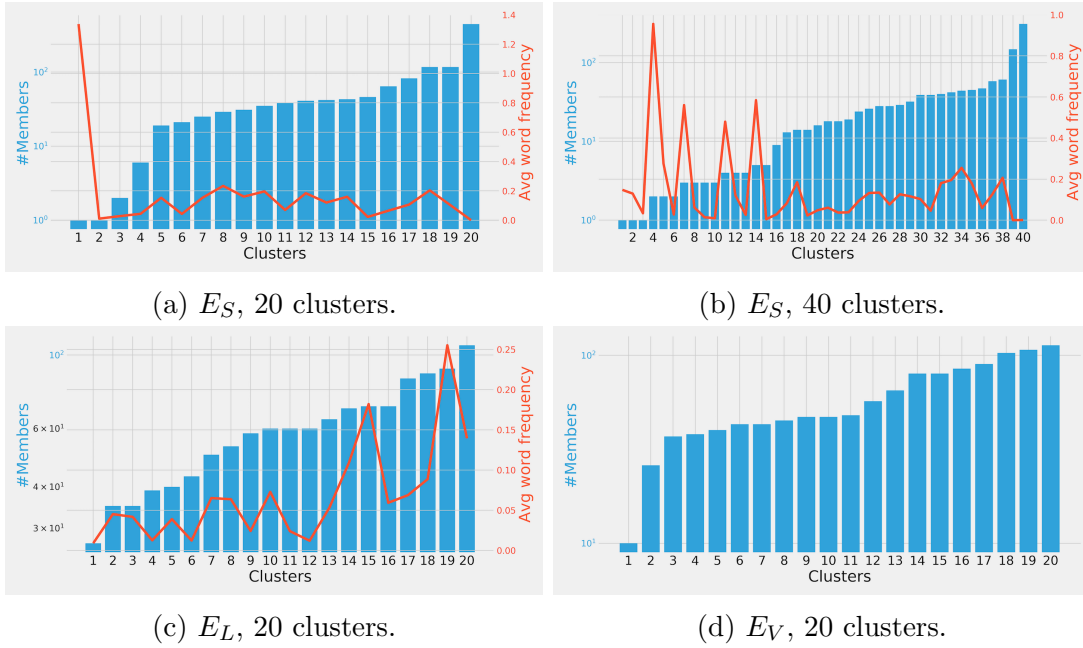 #Members
10^2
10^1
10^0
1.4
1.2
1.0
0.8
0.6
0.4
0.2
0.0
Avg word frequency
1 2 3 4 5 6 7 8 9 10 11 12 13 14 15 16 17 18 19 20
Clusters
(a) E_S, 20 clusters.
#Members
10^2
10^1
10^0
1.0
0.8
0.6
0.4
0.2
0.0
Avg word frequency
2 4 6 8 10 12 14 16 18 20 22 24 26 28 30 32 34 36 38 40
Clusters
(b) E_S, 40 clusters.
#Members
10^2
6 × 10^1
4 × 10^1
3 × 10^1
0.25
0.20
0.15
0.10
0.05
0.00
Avg word frequency
1 2 3 4 5 6 7 8 9 10 11 12 13 14 15 16 17 18 19 20
Clusters
(c) E_L, 20 clusters.
#Members
10^2
10^1
1 2 3 4 5 6 7 8 9 10 11 12 13 14 15 16 17 18 19 20
Clusters
(d) E_V, 20 clusters.